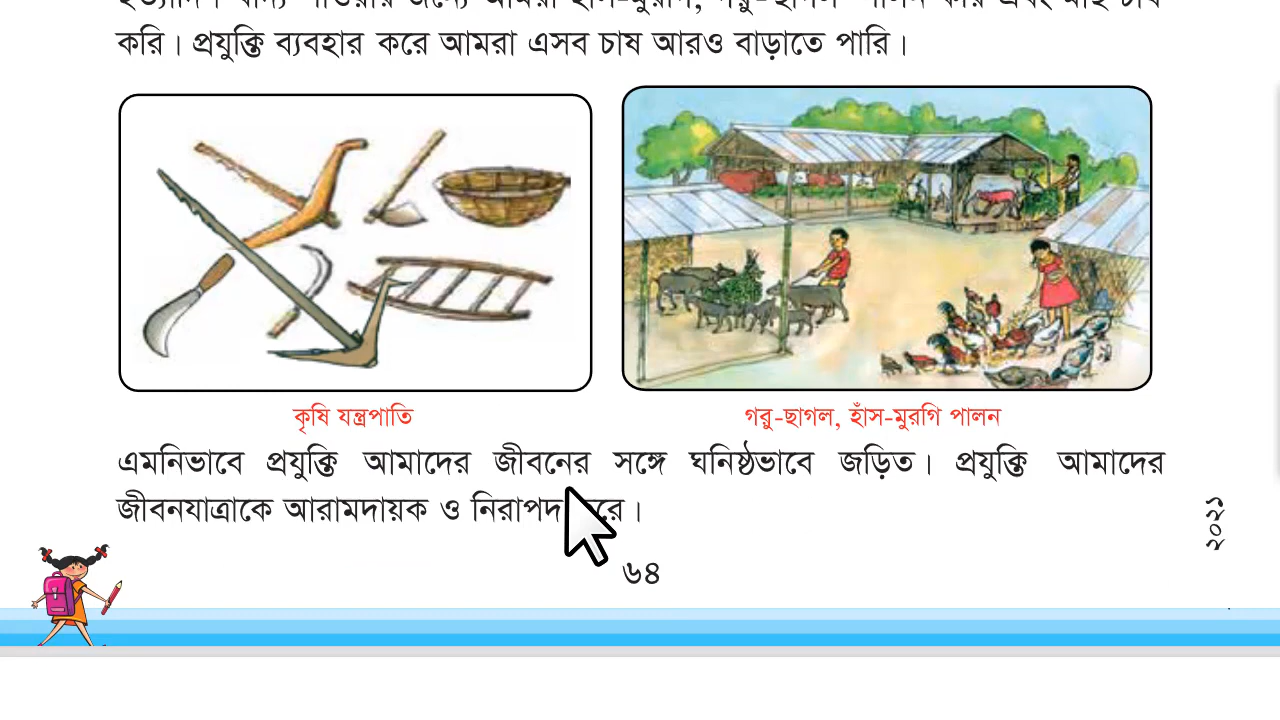 করি। প্রযুক্তি ব্যবহার করে আমরা এসব চাষ আরও বাড়াতে পারি।
কৃষি যন্ত্রপাতি
গরু-ছাগল, হাঁস-মুরগি পালন
এমনিভাবে প্রযুক্তি আমাদের জীবনের সঙ্গে ঘনিষ্ঠভাবে জড়িত। প্রযুক্তি আমাদের
জীবনযাত্রাকে আরামদায়ক ও নিরাপদ
৬৪
২০২১